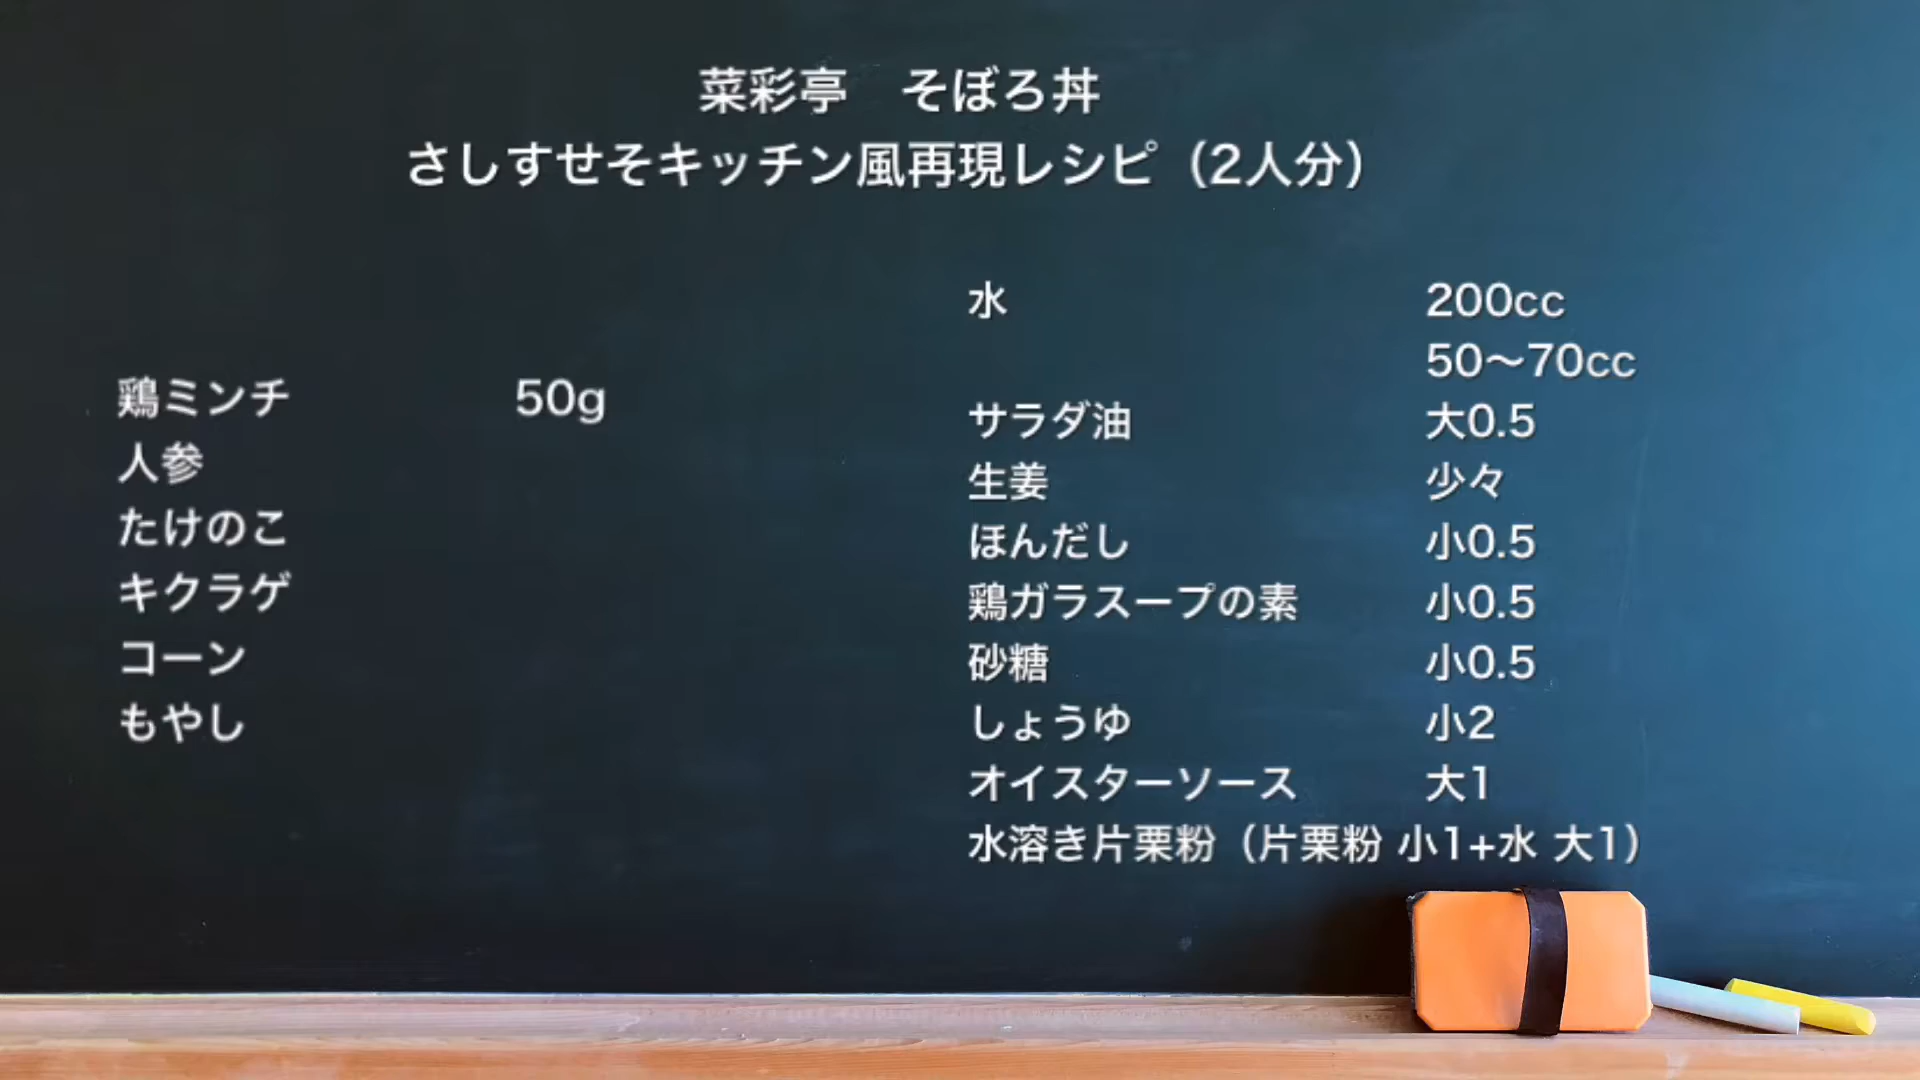 菜彩亭　そぼろ丼
さしすせそキッチン風再現レシピ（2人分）
鶏ミンチ 50g
人参
たけのこ
キクラゲ
コーン
もやし
水 200cc
50〜70cc
サラダ油 大0.5
生姜 少々
ほんだし 小0.5
鶏ガラスープの素 小0.5
砂糖 小0.5
しょうゆ 小2
オイスターソース 大1
水溶き片栗粉（片栗粉 小1+水 大1）